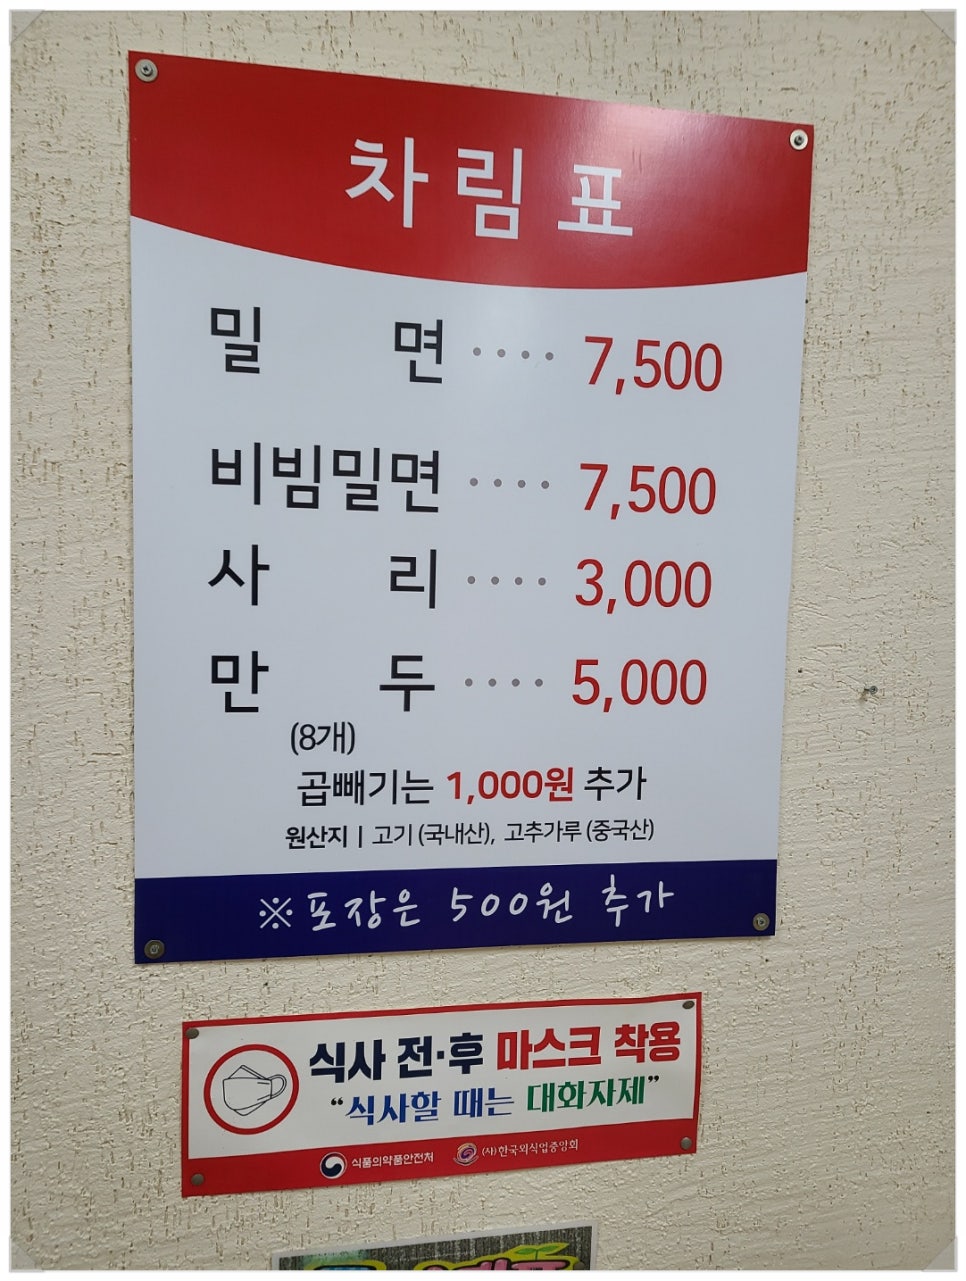 차림표
밀 면 ···· 7,500
비빔밀면 ···· 7,500
사 리 ···· 3,000
만 두 ···· 5,000
(8개)
곱빼기는 1,000원 추가
원산지 | 고기 (국내산), 고추가루 (중국산)
※ 포장은 500원 추가
식사 전·후 마스크 착용
“식사할 때는 대화자제”
식품의약품안전처 (사)한국외식업중앙회